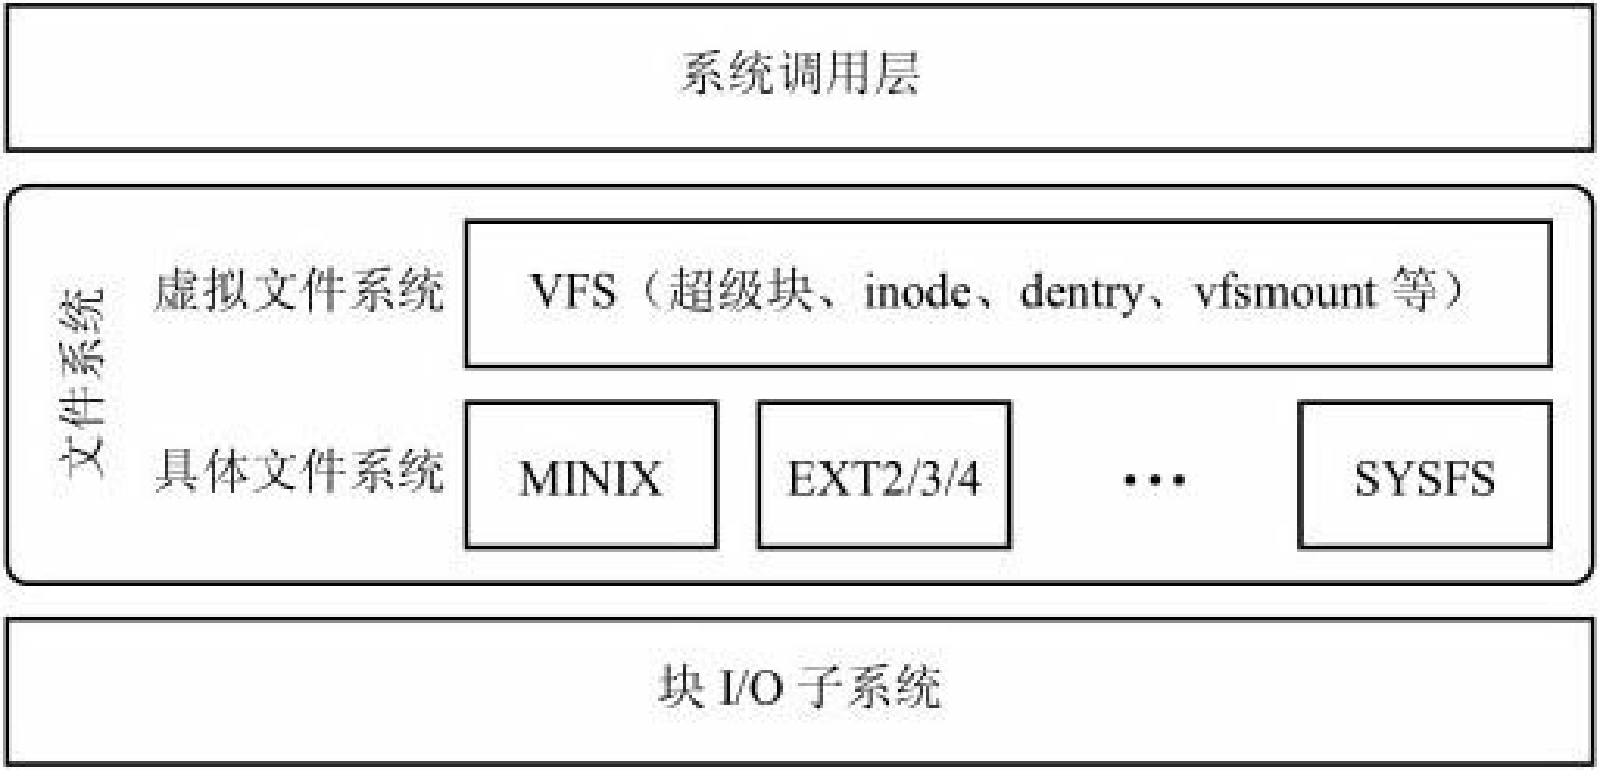 系统调用层
文件系统
虚拟文件系统
VFS（超级块、inode、dentry、vfsmount 等）
具体文件系统
MINIX
EXT2/3/4
...
SYSFS
块 I/O 子系统